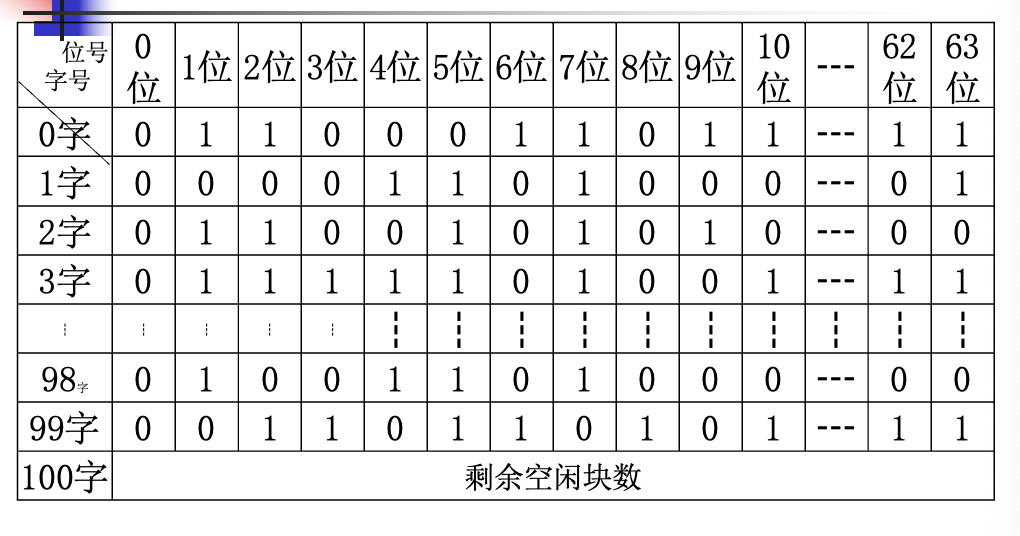 位号
字号
0位 1位 2位 3位 4位 5位 6位 7位 8位 9位 10位 --- 62位 63位
0字 0 1 1 0 0 0 1 1 0 1 1 --- 1 1
1字 0 0 0 0 1 1 0 1 0 0 0 --- 0 1
2字 0 1 1 0 0 1 0 1 0 1 0 --- 0 0
3字 0 1 1 1 1 1 0 1 0 0 1 --- 1 1
┆ ┆ ┆ ┆ ┆ ┆ ┆ ┆ ┆ ┆ ┆ ┆ ┆ ┆ ┆
98字 0 1 0 0 1 1 0 1 0 0 0 --- 0 0
99字 0 0 1 1 0 1 1 0 1 0 1 --- 1 1
100字 剩余空闲块数